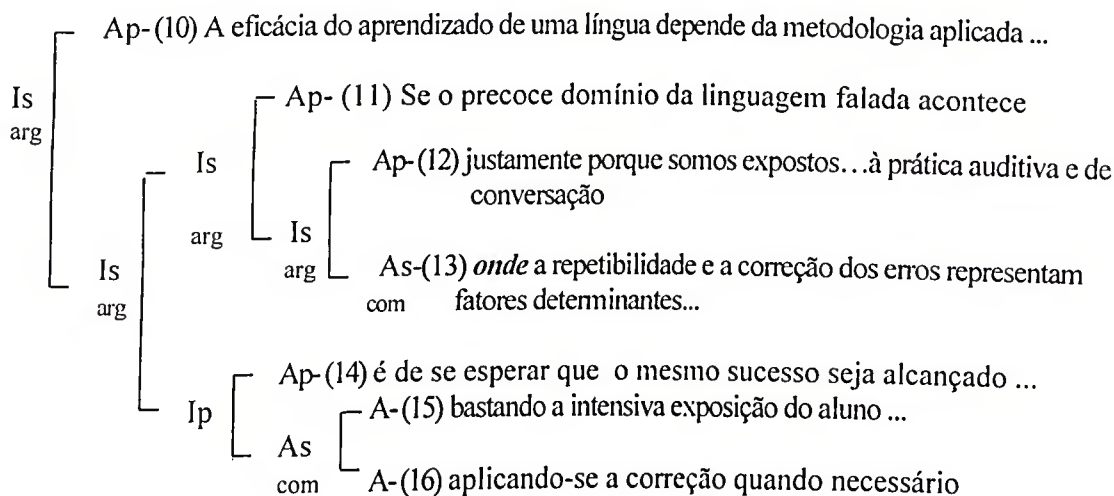 Ap-(10) A eficácia do aprendizado de uma língua depende da metodologia aplicada ...
Is
arg
Ap- (11) Se o precoce domínio da linguagem falada acontece
Is
arg
Ap-(12) justamente porque somos expostos…à prática auditiva e de
conversação
Is
arg
As-(13) onde a repetibilidade e a correção dos erros representam
com fatores determinantes...
Is
arg
Ap-(14) é de se esperar que o mesmo sucesso seja alcançado ...
Ip
A-(15) bastando a intensiva exposição do aluno ...
As
com
A-(16) aplicando-se a correção quando necessário